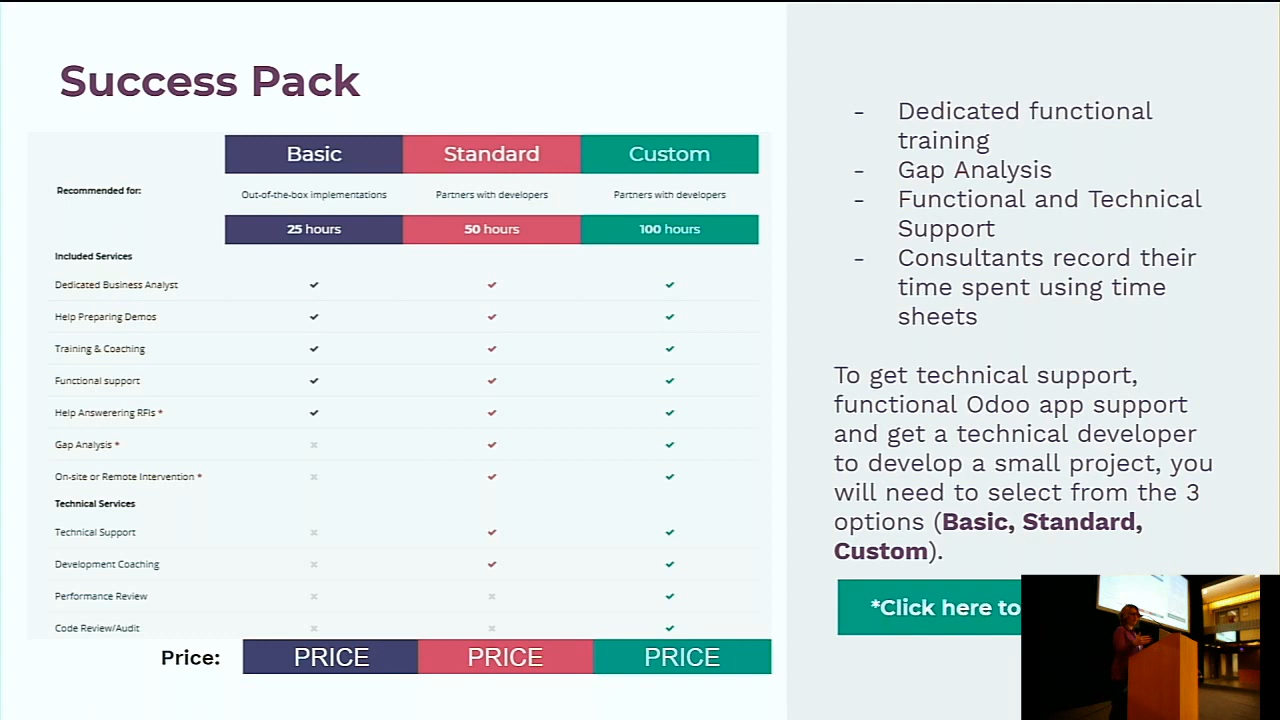 Success Pack
Basic Standard Custom
Recommended for: Out-of-the-box implementations Partners with developers Partners with developers
25 hours 50 hours 100 hours
Included Services
Dedicated Business Analyst
Help Preparing Demos
Training & Coaching
Functional support
Help Answerering RFIs *
Gap Analysis *
On-site or Remote Intervention *
Technical Services
Technical Support
Development Coaching
Performance Review
Code Review/Audit
Price: PRICE PRICE PRICE
- Dedicated functional
training
- Gap Analysis
- Functional and Technical
Support
- Consultants record their
time spent using time
sheets
To get technical support,
functional Odoo app support
and get a technical developer
to develop a small project, you
will need to select from the 3
options (Basic, Standard,
Custom).
*Click here to